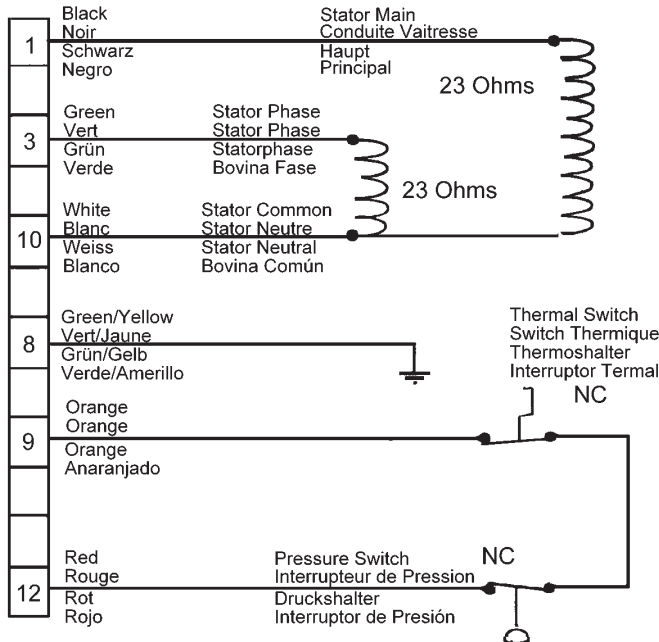 1
Black
Noir
Schwarz
Negro
Stator Main
Conduite Vaitresse
Haupt
Principal
23 Ohms
3
Green
Vert
Grün
Verde
Stator Phase
Stator Phase
Statorphase
Bovina Fase
23 Ohms
10
White
Blanc
Weiss
Blanco
Stator Common
Stator Neutre
Stator Neutral
Bovina Común
8
Green/Yellow
Vert/Jaune
Grün/Gelb
Verde/Amerillo
Thermal Switch
Switch Thermique
Thermoshalter
Interruptor Termal
NC
9
Orange
Orange
Orange
Anaranjado
12
Red
Rouge
Rot
Rojo
Pressure Switch
Interrupteur de Pression
Druckshalter
Interruptor de Presión
NC